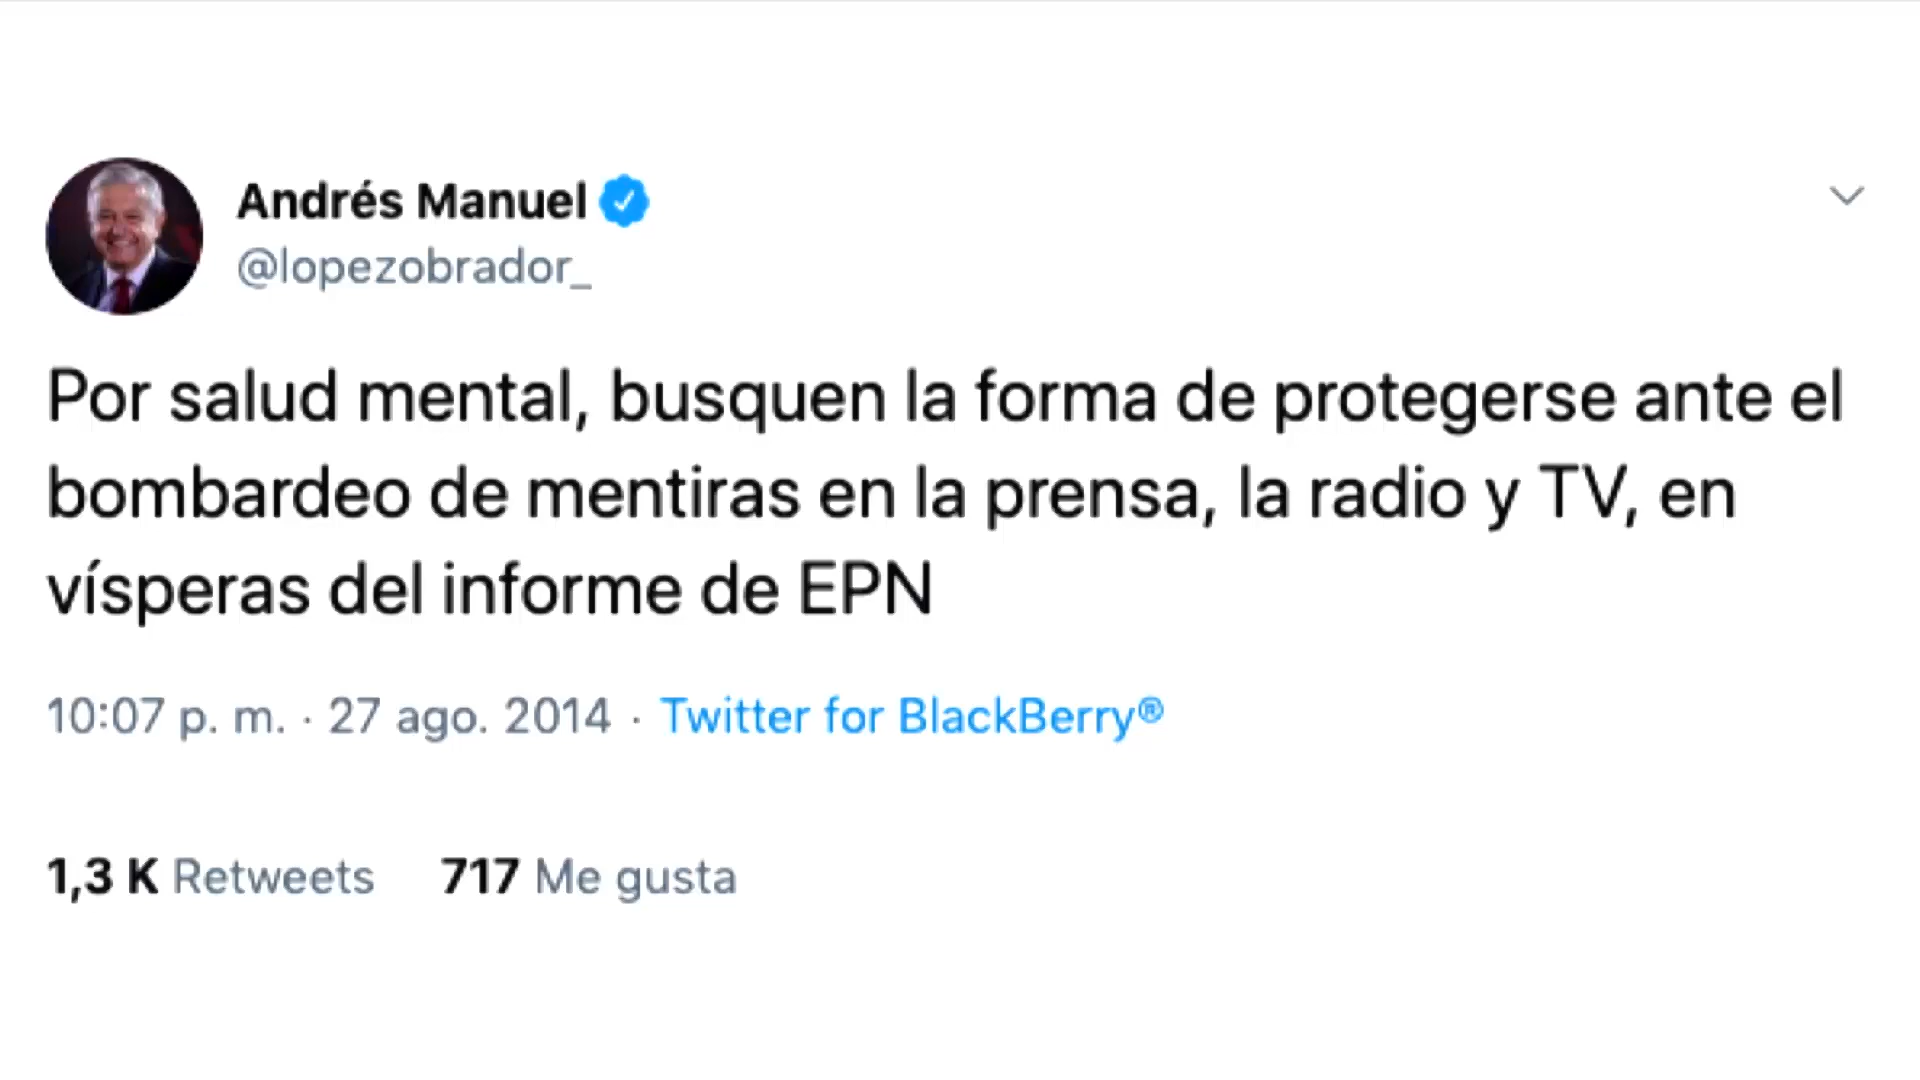 Andrés Manuel
@lopezobrador_
Por salud mental, busquen la forma de protegerse ante el
bombardeo de mentiras en la prensa, la radio y TV, en
vísperas del informe de EPN
10:07 p. m. · 27 ago. 2014 · Twitter for BlackBerry®
1,3 K Retweets 717 Me gusta